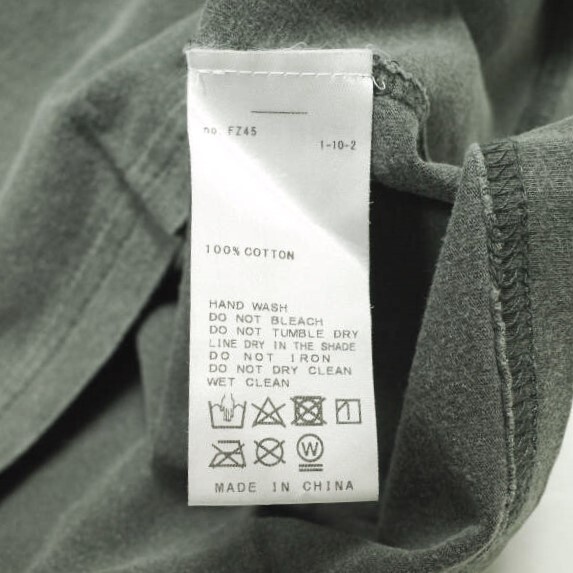 no. FZ45
1-10-2
100% COTTON
HAND WASH
DO NOT BLEACH
DO NOT TUMBLE DRY
LINE DRY IN THE SHADE
DO NOT IRON
DO NOT DRY CLEAN
WET CLEAN
W
MADE IN CHINA